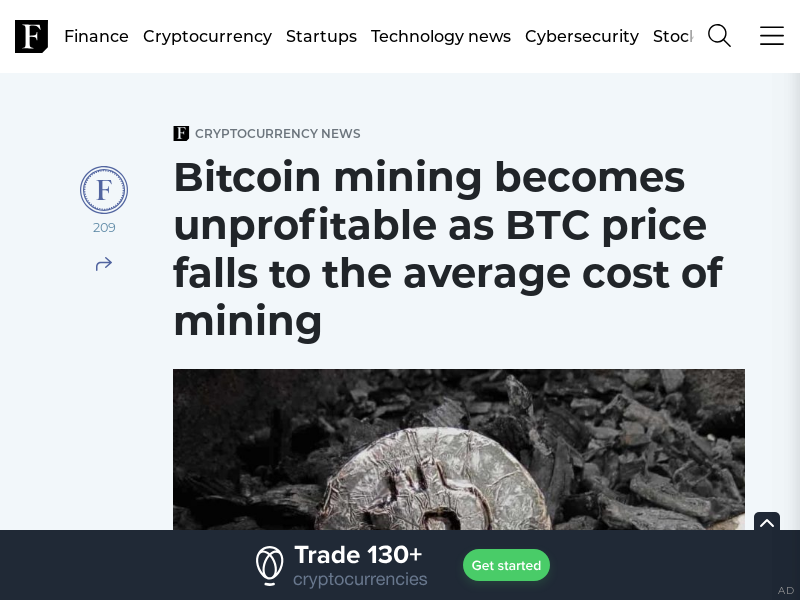 F
Finance Cryptocurrency Startups Technology news Cybersecurity
F CRYPTOCURRENCY NEWS
Bitcoin mining becomes
unprofitable as BTC price
falls to the average cost of
mining
F
209
Trade 130+
cryptocurrencies
Get started
AD